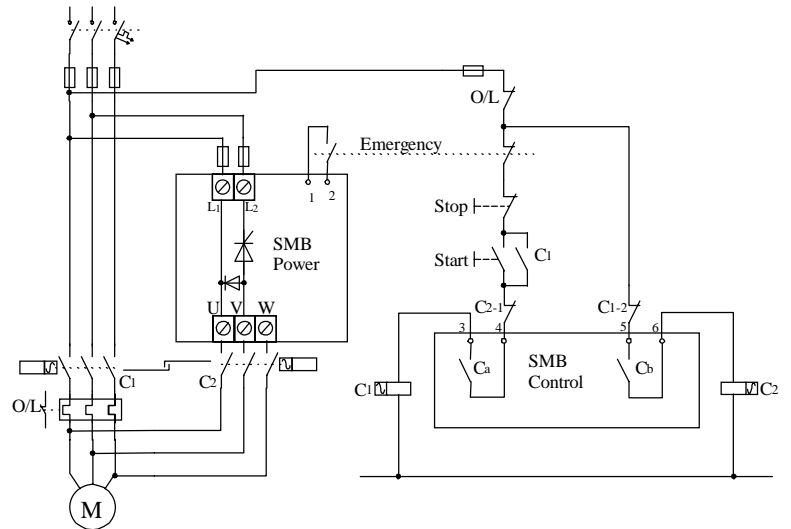 O/L
Emergency
L1 L2 1 2
Stop
SMB
Power
Start C1
U V W
C2-1 C1-2
3 4 5 6
Ca SMB
Control Cb
C1 C2
C1 C2
O/L
M